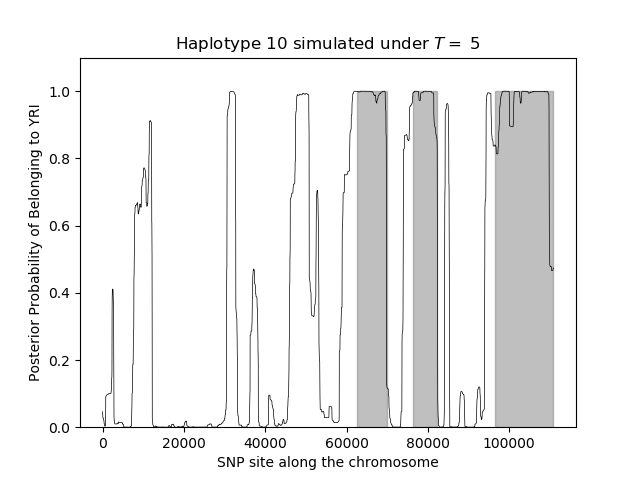 Haplotype 10 simulated under T = 5
Posterior Probability of Belonging to YRI
1.0
0.8
0.6
0.4
0.2
0.0
0 20000 40000 60000 80000 100000
SNP site along the chromosome